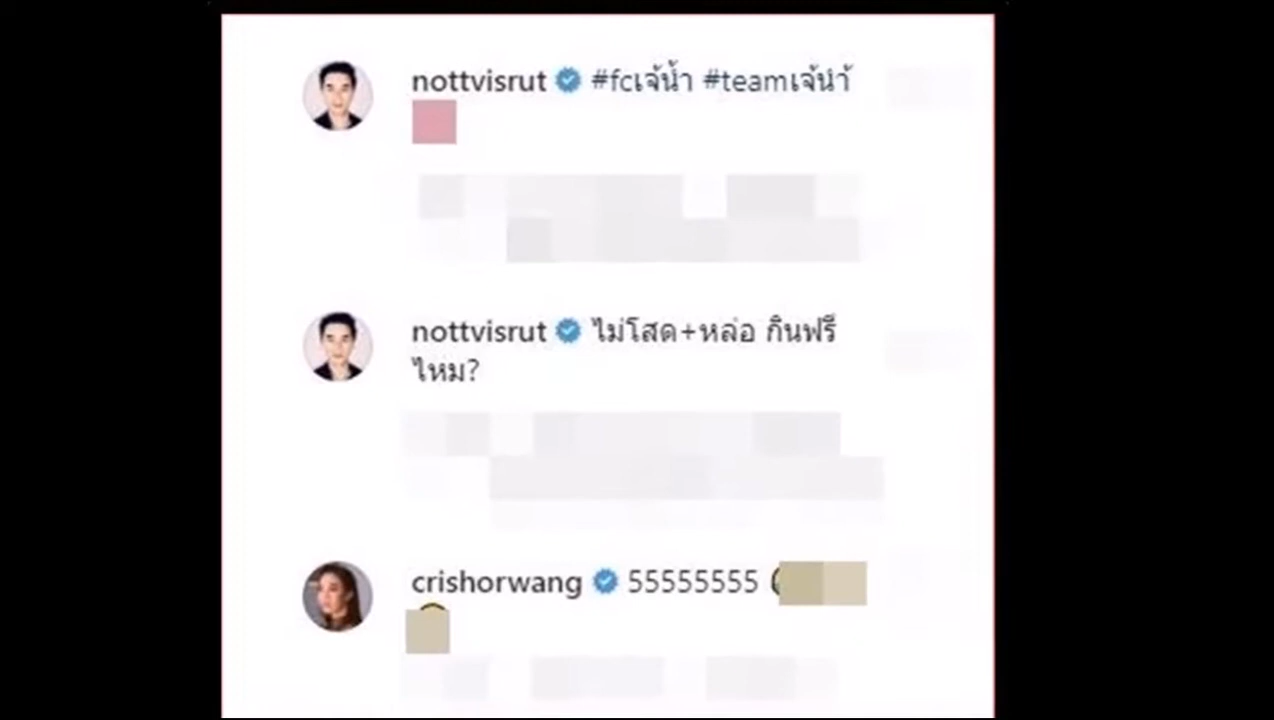 nottvisrut #fcเจ้น้ำ #teamเจ้นำ้
nottvisrut ไม่โสด+หล่อ กินฟรี
ไหม?
crishorwang 55555555